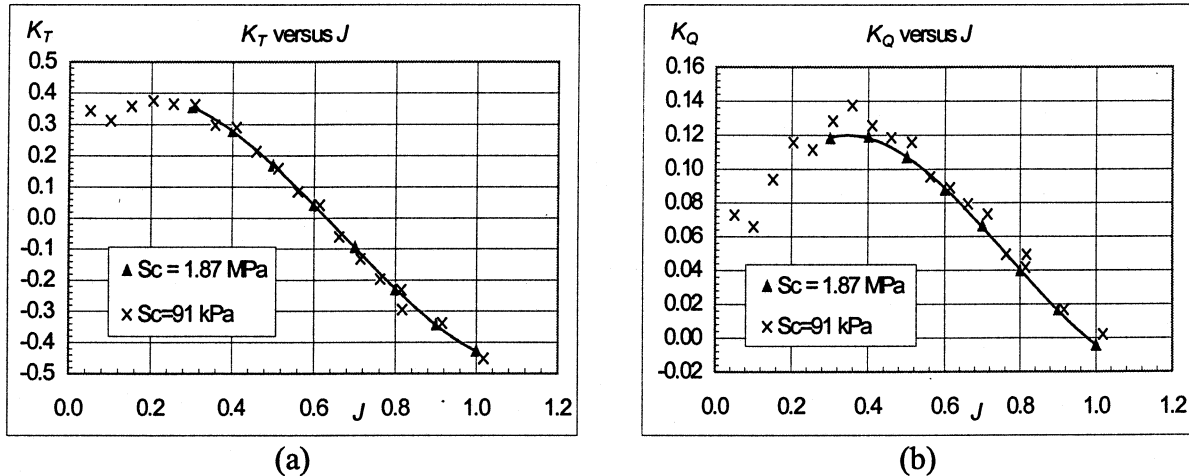 K_T
K_T versus J
0.5
0.4
0.3
0.2
0.1
0.0
-0.1
-0.2
-0.3
-0.4
-0.5
▲ Sc = 1.87 MPa
× Sc=91 kPa
0.0 0.2 0.4 0.6 J 0.8 1.0 1.2
(a)
K_Q
K_Q versus J
0.16
0.14
0.12
0.10
0.08
0.06
0.04
0.02
0.00
-0.02
▲ Sc = 1.87 MPa
× Sc=91 kPa
0.0 0.2 0.4 0.6 J 0.8 1.0 1.2
(b)